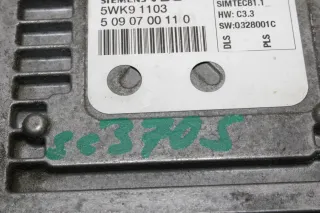 5WK9 1103
5 09 07 00 11 0
SIMTEC81.1
HW: C3.3
SW:0328001C
DLS
PLS
sc3705